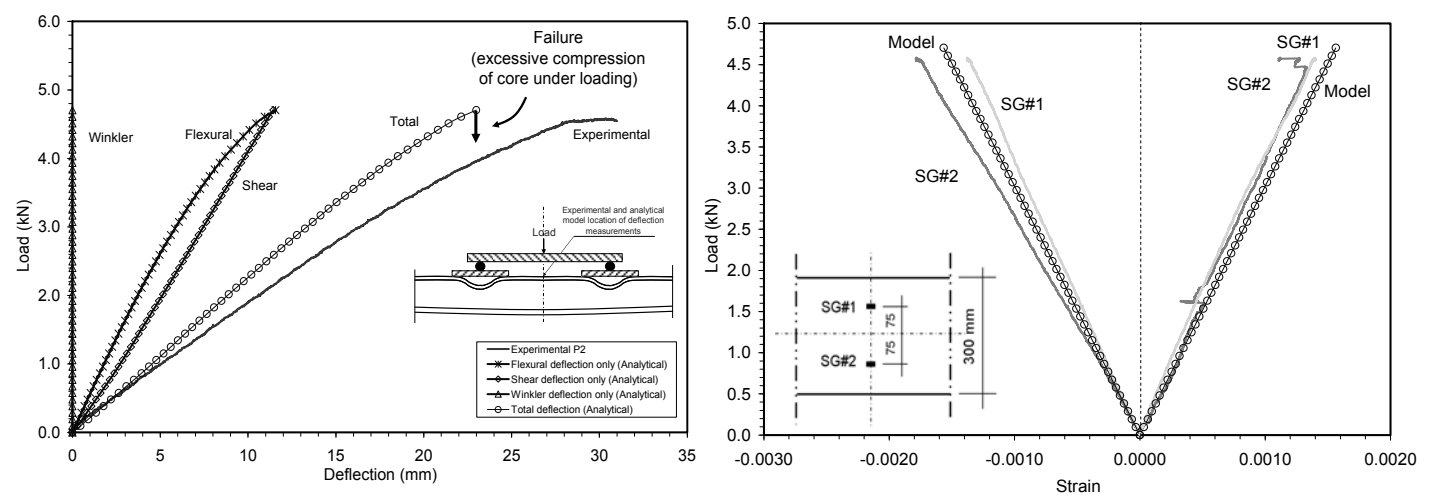 6.0
5.0
4.0
3.0
2.0
1.0
0.0
Load (kN)
0
5
10
15
20
25
30
35
Deflection (mm)
Winkler
Flexural
Shear
Total
Experimental
Failure
(excessive compression
of core under loading)
Experimental and analytical
model location of deflection
measurements
Load
Experimental P2
Flexural deflection only (Analytical)
Shear deflection only (Analytical)
Winkler deflection only (Analytical)
Total deflection (Analytical)
5.0
4.5
4.0
3.5
3.0
2.5
2.0
1.5
1.0
0.5
0.0
Load (kN)
-0.0030
-0.0020
-0.0010
0.0000
0.0010
0.0020
Strain
Model
SG#1
SG#2
SG#1
SG#2
Model
SG#1
SG#2
75
75
300 mm